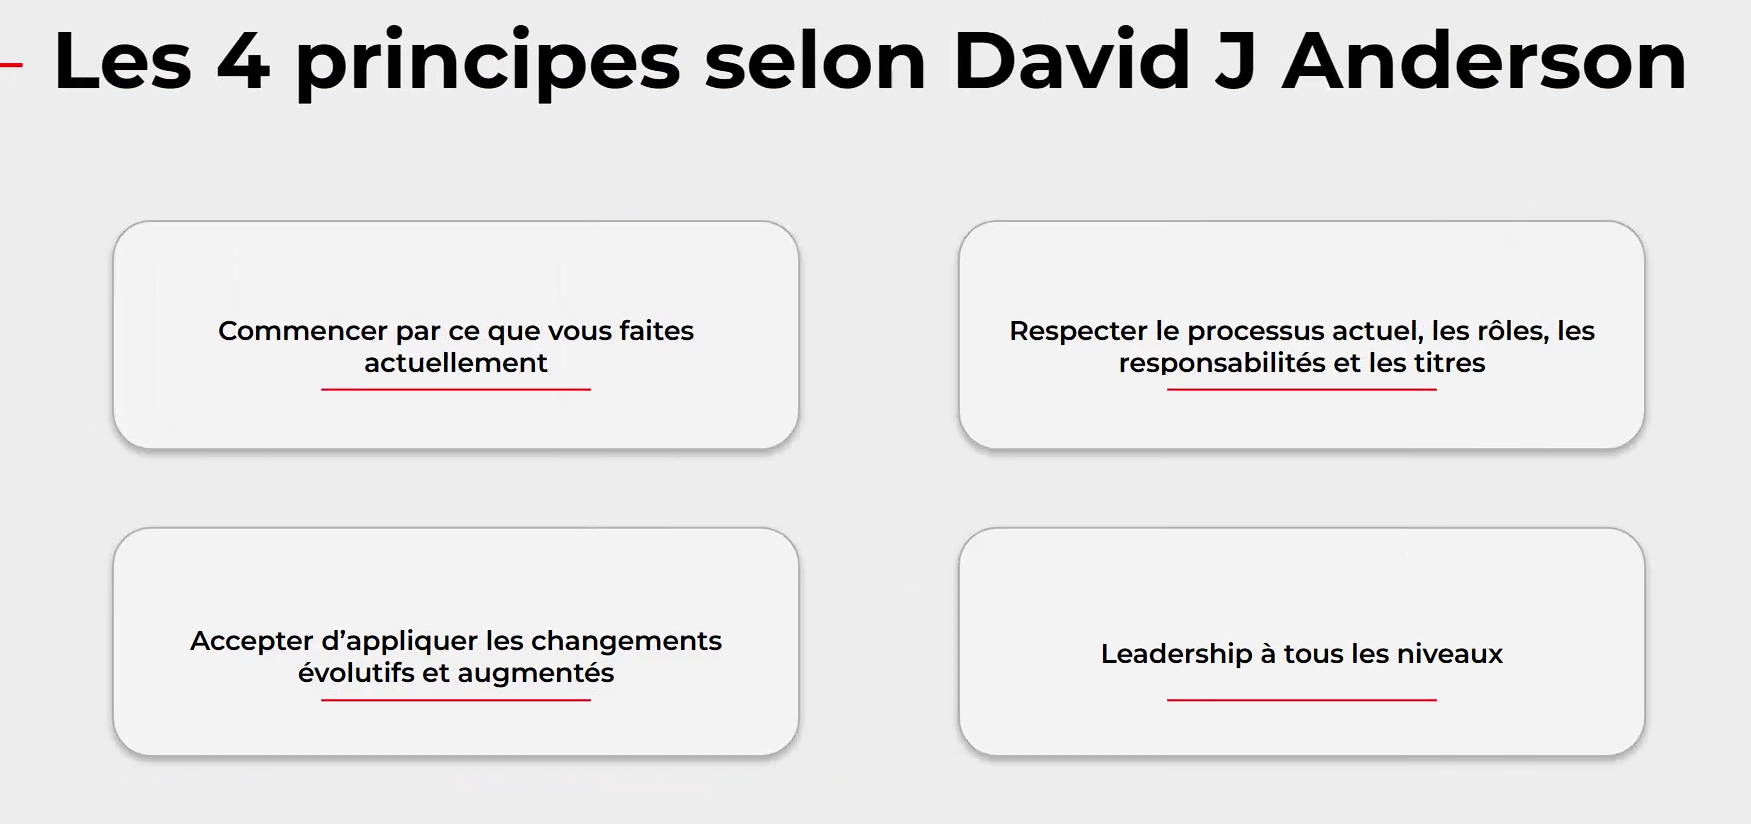 Les 4 principes selon David J Anderson
Commencer par ce que vous faites
actuellement
Respecter le processus actuel, les rôles, les
responsabilités et les titres
Accepter d’appliquer les changements
évolutifs et augmentés
Leadership à tous les niveaux